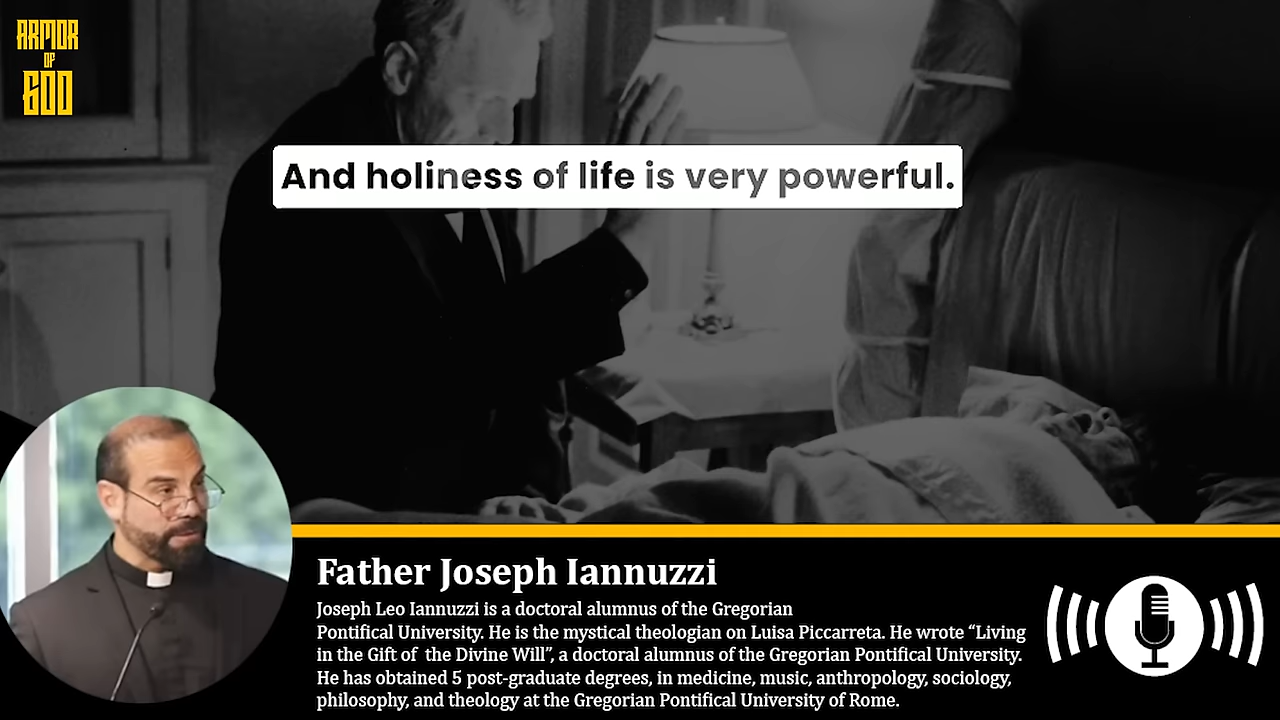 ARMOR
OF
GOD
And holiness of life is very powerful.
Father Joseph Iannuzzi
Joseph Leo Iannuzzi is a doctoral alumnus of the Gregorian
Pontifical University. He is the mystical theologian on Luisa Piccarreta. He wrote “Living
in the Gift of the Divine Will”, a doctoral alumnus of the Gregorian Pontifical University.
He has obtained 5 post-graduate degrees, in medicine, music, anthropology, sociology,
philosophy, and theology at the Gregorian Pontifical University of Rome.